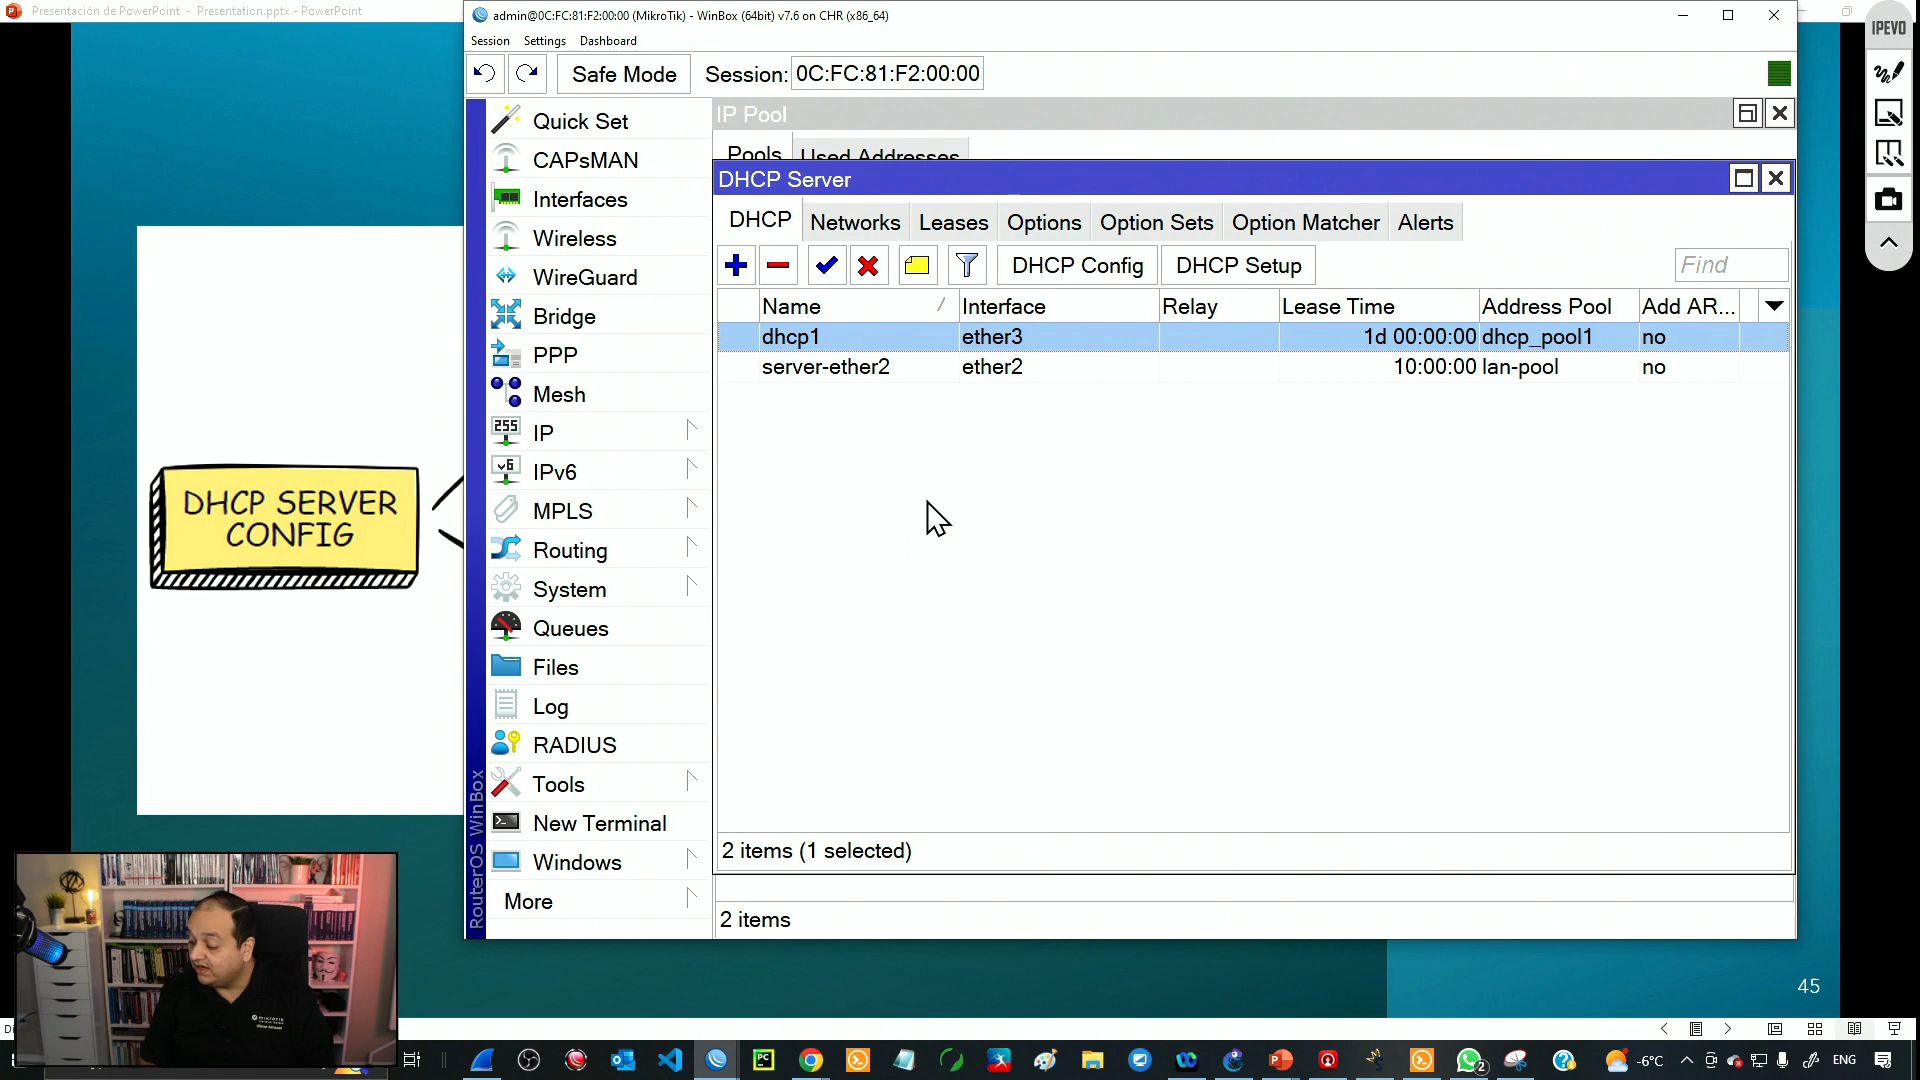 Presentación de PowerPoint - Presentation.pptx - PowerPoint
admin@0C:FC:81:F2:00:00 (MikroTik) - WinBox (64bit) v7.6 on CHR (x86_64)
Session Settings Dashboard
Safe Mode Session: 0C:FC:81:F2:00:00
IPEVO
Quick Set
CAPsMAN
Interfaces
Wireless
WireGuard
Bridge
PPP
Mesh
255 IP
v6 IPv6
MPLS
Routing
System
Queues
Files
Log
RADIUS
Tools
New Terminal
Windows
More
RouterOS WinBox
IP Pool
Pools Used Addresses
DHCP Server
DHCP Networks Leases Options Option Sets Option Matcher Alerts
DHCP Config DHCP Setup Find
Name Interface Relay Lease Time Address Pool Add AR...
dhcp1 ether3 1d 00:00:00 dhcp_pool1 no
server-ether2 ether2 10:00:00 lan-pool no
2 items (1 selected)
2 items
DHCP SERVER
CONFIG
45
MikroTik
PC
2
-6°C ENG